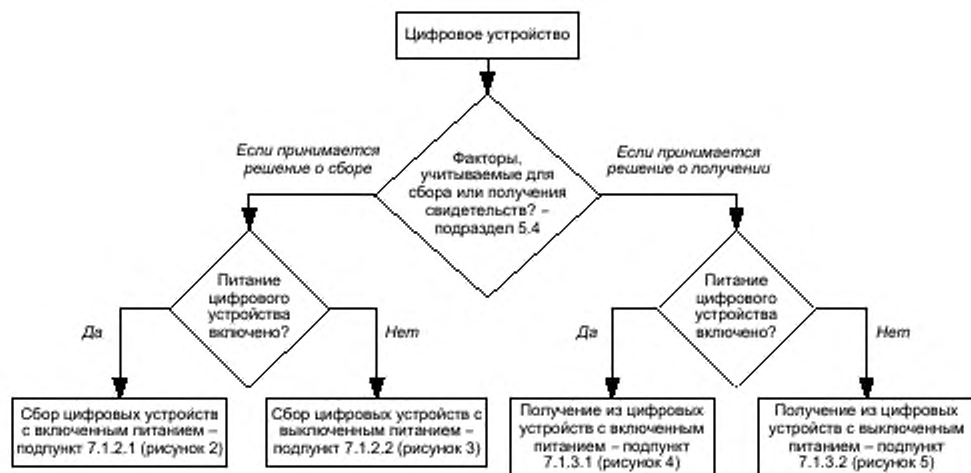 Цифровое устройство
Если принимается
решение о сборе
Факторы,
учитываемые для
сбора или получения
свидетельств? –
подраздел 5.4
Если принимается
решение о получении
Питание
цифрового
устройства
включено?
Да
Нет
Питание
цифрового
устройства
включено?
Да
Нет
Сбор цифровых устройств
с включенным питанием –
подпункт 7.1.2.1 (рисунок 2)
Сбор цифровых устройств с
выключенным питанием –
подпункт 7.1.2.2 (рисунок 3)
Получение из цифровых
устройств с включенным
питанием – подпункт
7.1.3.1 (рисунок 4)
Получение из цифровых
устройств с выключенным
питанием – подпункт
7.1.3.2 (рисунок 5)